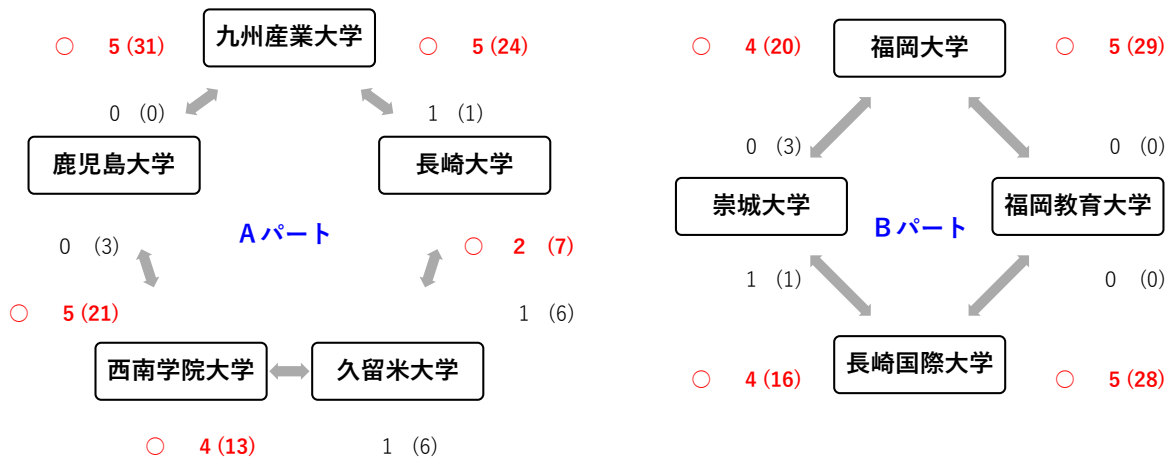 九州産業大学
○ 5 (31)
○ 5 (24)
0 (0)
1 (1)
鹿児島大学
長崎大学
Aパート
0 (3)
○ 2 (7)
○ 5 (21)
1 (6)
西南学院大学
久留米大学
○ 4 (13)
1 (6)
福岡大学
○ 4 (20)
○ 5 (29)
0 (3)
0 (0)
崇城大学
福岡教育大学
Bパート
1 (1)
0 (0)
長崎国際大学
○ 4 (16)
○ 5 (28)